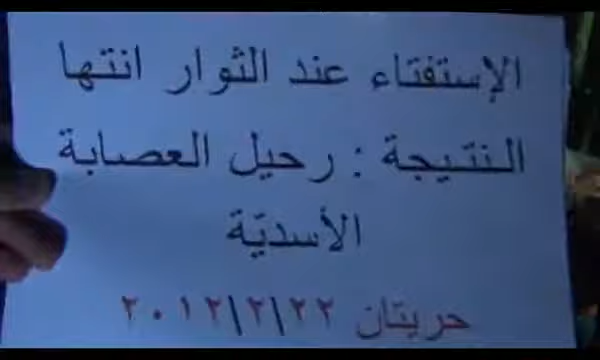 الإستفتاء عند الثوار انتها
النتيجة : رحيل العصابة
الأسديّة
حريتان ٢٢\٢\٢٠١٢